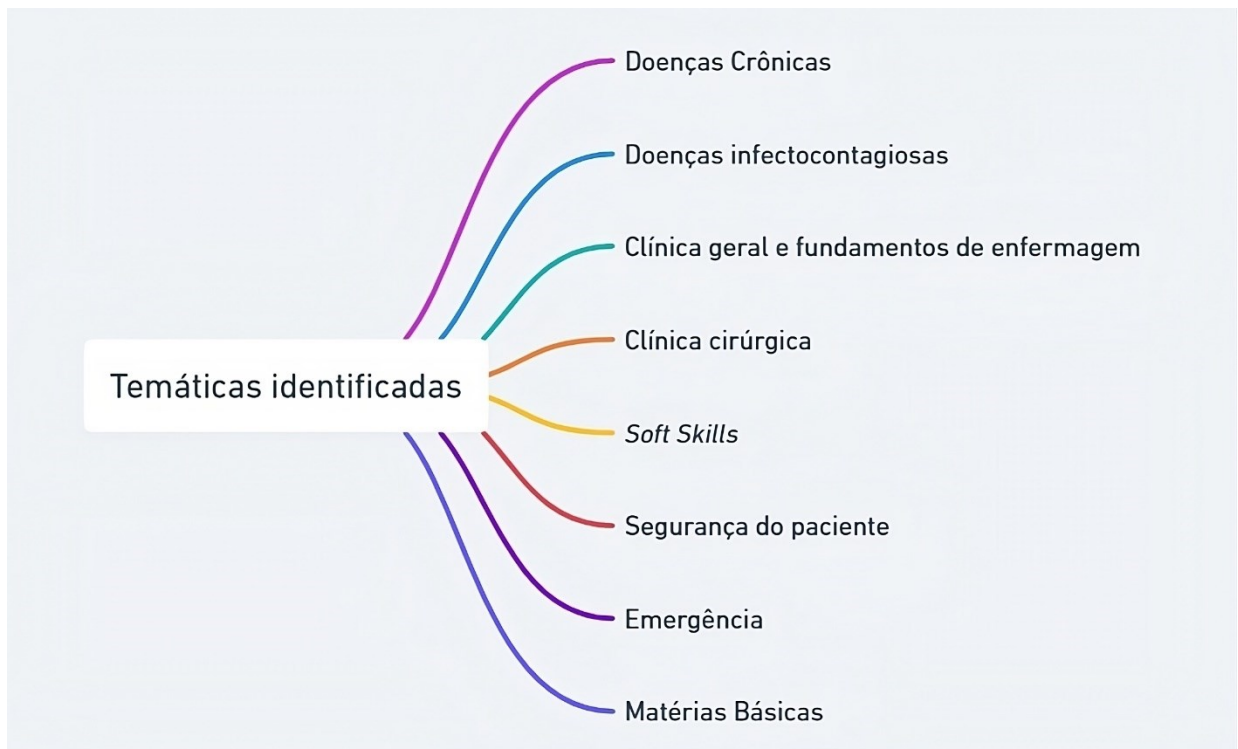 Doenças Crônicas
Doenças infectocontagiosas
Clínica geral e fundamentos de enfermagem
Clínica cirúrgica
Temáticas identificadas
Soft Skills
Segurança do paciente
Emergência
Matérias Básicas